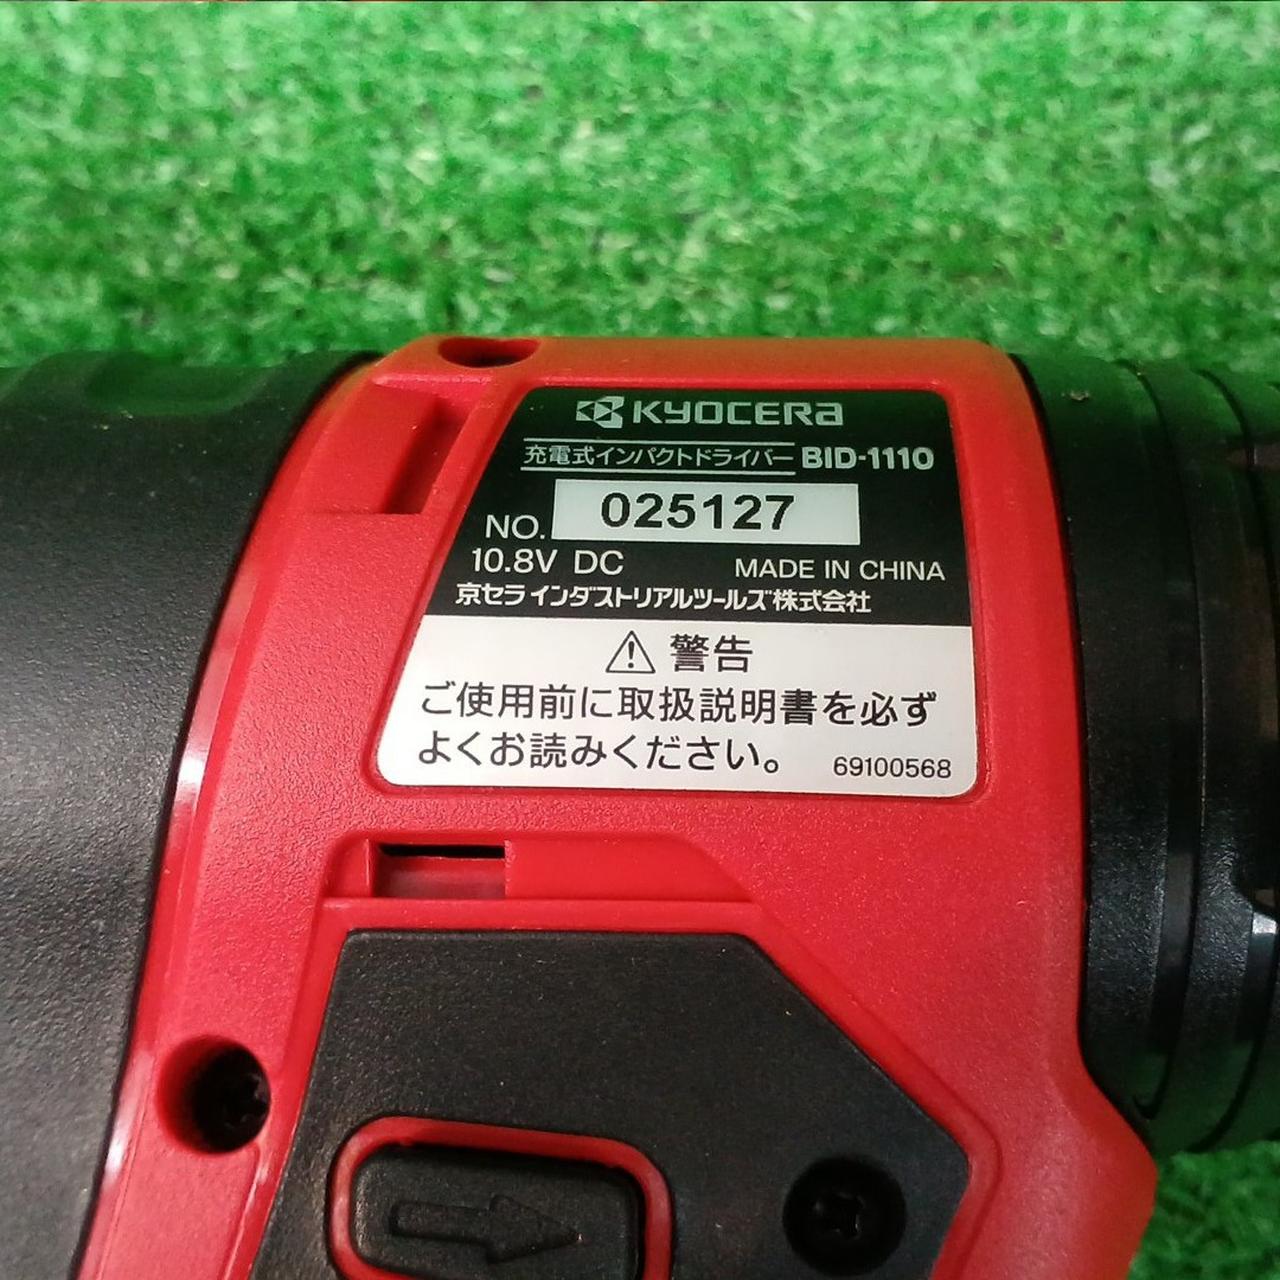 KYOCERA
充電式インパクトドライバー BID-1110
NO. 025127
10.8V DC MADE IN CHINA
京セラ インダストリアルツールズ株式会社
警告
ご使用前に取扱説明書を必ず
よくお読みください。 69100568